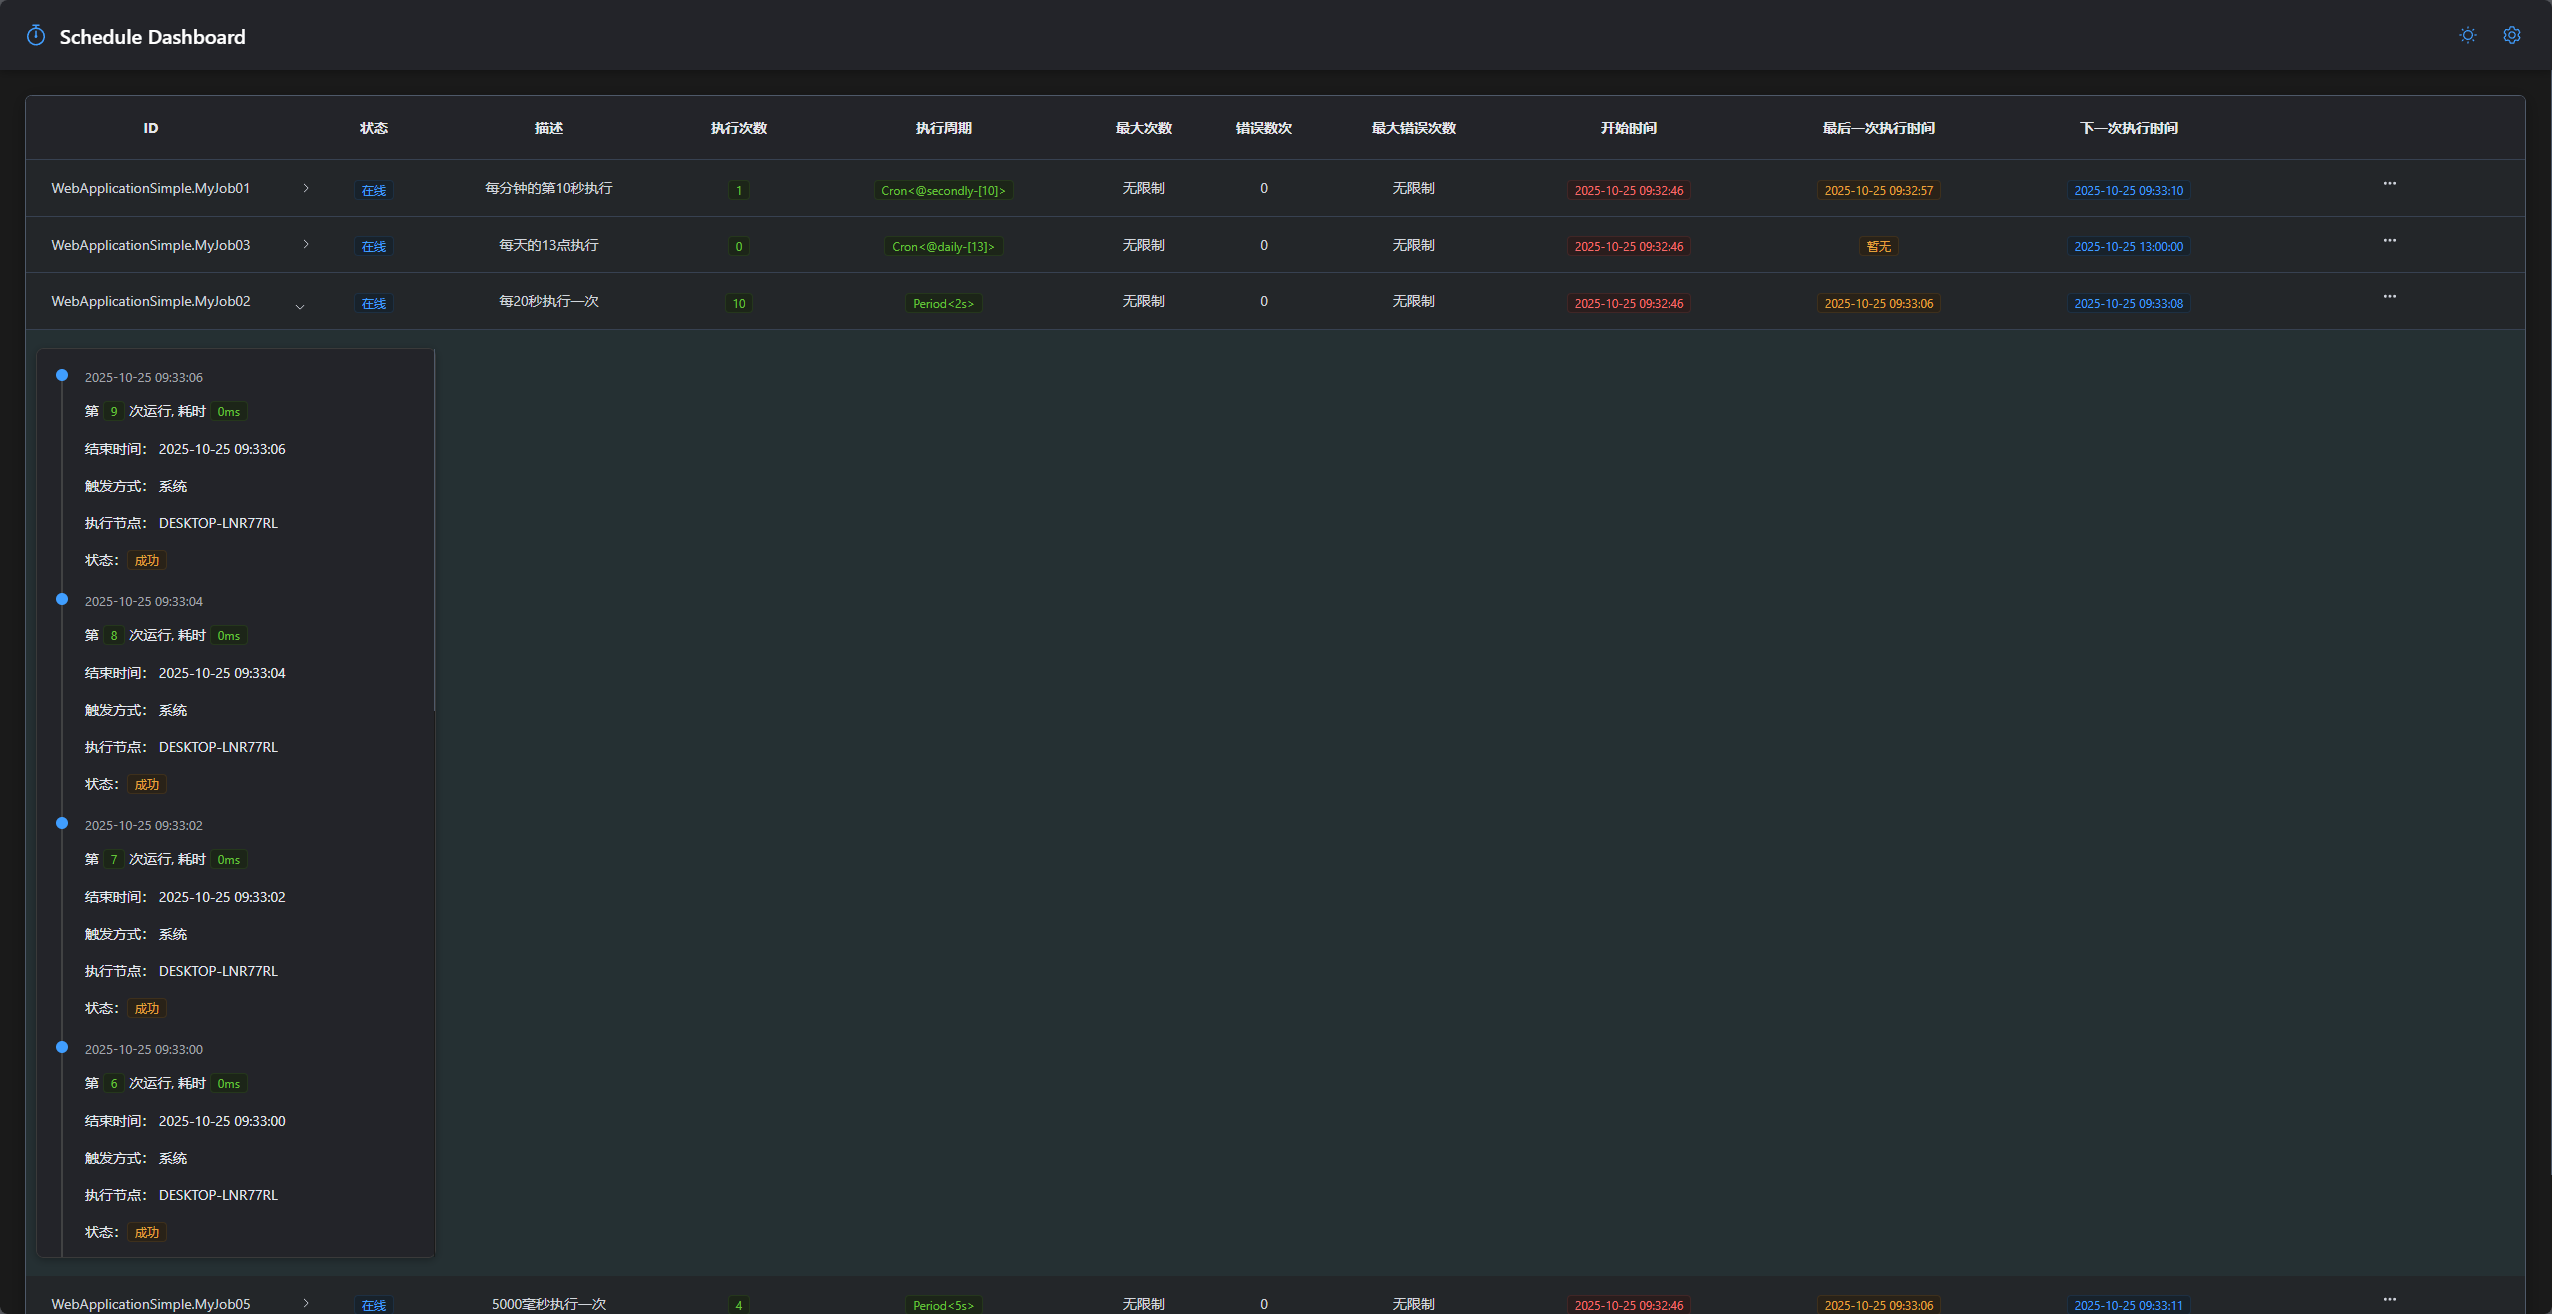 Schedule Dashboard
ID 状态 描述 执行次数 执行周期 最大次数 错误数次 最大错误次数 开始时间 最后一次执行时间 下一次执行时间
WebApplicationSimple.MyJob01 在线 每分钟的第10秒执行 1 Cron<@secondly-[10]> 无限制 0 无限制 2025-10-25 09:32:46 2025-10-25 09:32:57 2025-10-25 09:33:10 ···
WebApplicationSimple.MyJob03 在线 每天的13点执行 0 Cron<@daily-[13]> 无限制 0 无限制 2025-10-25 09:32:46 暂无 2025-10-25 13:00:00 ···
WebApplicationSimple.MyJob02 在线 每20秒执行一次 10 Period<2s> 无限制 0 无限制 2025-10-25 09:32:46 2025-10-25 09:33:06 2025-10-25 09:33:08 ···
2025-10-25 09:33:06
第 9 次运行, 耗时 0ms
结束时间： 2025-10-25 09:33:06
触发方式： 系统
执行节点： DESKTOP-LNR77RL
状态： 成功
2025-10-25 09:33:04
第 8 次运行, 耗时 0ms
结束时间： 2025-10-25 09:33:04
触发方式： 系统
执行节点： DESKTOP-LNR77RL
状态： 成功
2025-10-25 09:33:02
第 7 次运行, 耗时 0ms
结束时间： 2025-10-25 09:33:02
触发方式： 系统
执行节点： DESKTOP-LNR77RL
状态： 成功
2025-10-25 09:33:00
第 6 次运行, 耗时 0ms
结束时间： 2025-10-25 09:33:00
触发方式： 系统
执行节点： DESKTOP-LNR77RL
状态： 成功
WebApplicationSimple.MyJob05 在线 5000毫秒执行一次 4 Period<5s> 无限制 0 无限制 2025-10-25 09:32:46 2025-10-25 09:33:06 2025-10-25 09:33:11 ···